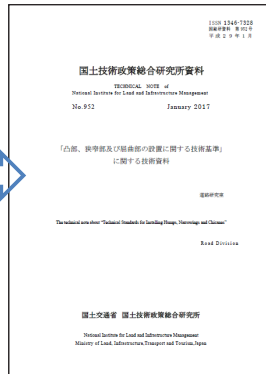 ISSN 1346-7328
国総研資料 第952号
平成29年1月
国土技術政策総合研究所資料
TECHNICAL NOTE of
National Institute for Land and Infrastructure Management
No.952 January 2017
「凸部、狭窄部及び屈曲部の設置に関する技術基準」
に関する技術資料
道路研究室
The technical note about "Technical Standards for Installing Humps, Narrowings and Chicanes"
Road Division
国土交通省 国土技術政策総合研究所
National Institute for Land and Infrastructure Management
Ministry of Land, Infrastructure, Transport and Tourism, Japan